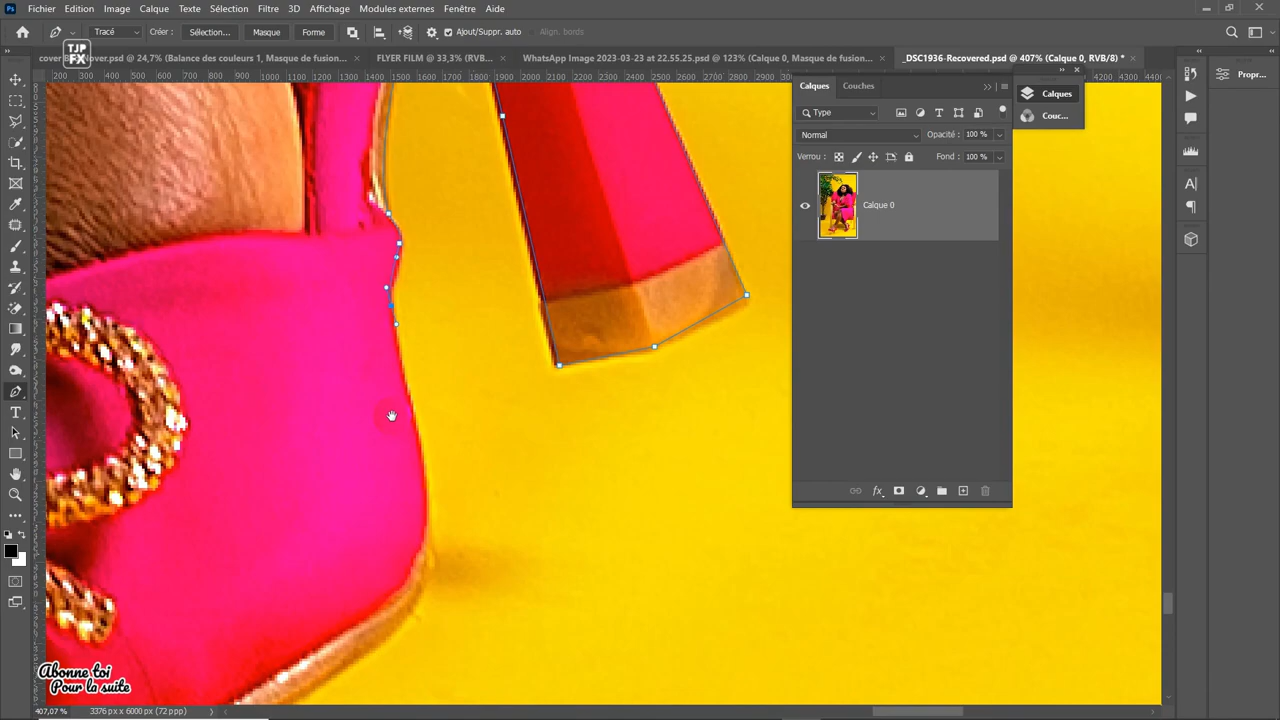 Fichier Edition Image Calque Texte Sélection Filtre 3D Affichage Modules externes Fenêtre Aide
Tracé Créer : Sélection... Masque Forme Ajout/Suppr. auto Align. bords
TJP
FX
FLYER FILM @ 33,3% (RVB... × WhatsApp Image 2023-03-23 at 22.55.25.psd @ 123% (Calque 0, Masque de fusion... × _DSC1936-Recovered.psd @ 407% (Calque 0, RVB/8) * ×
Calques Couches
Type
Normal Opacité : 100 %
Verrou : Fond : 100 %
Calque 0
fx
Calques
Couc...
Propr...
Abonne toi
Pour la suite
407,07 % 3376 px x 6000 px (72 ppp)